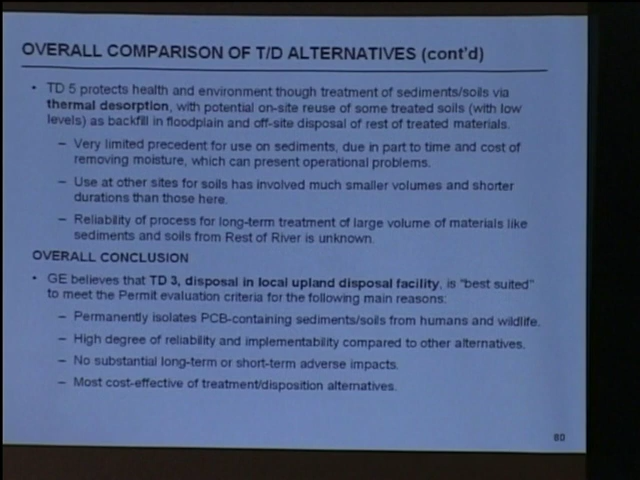 OVERALL COMPARISON OF T/D ALTERNATIVES (cont'd)
• TD 5 protects health and environment though treatment of sediments/soils via
thermal desorption, with potential on-site reuse of some treated soils (with low
levels) as backfill in floodplain and off-site disposal of rest of treated materials.
– Very limited precedent for use on sediments, due in part to time and cost of
removing moisture, which can present operational problems.
– Use at other sites for soils has involved much smaller volumes and shorter
durations than those here.
– Reliability of process for long-term treatment of large volume of materials like
sediments and soils from Rest of River is unknown.
OVERALL CONCLUSION
• GE believes that TD 3, disposal in local upland disposal facility, is "best suited"
to meet the Permit evaluation criteria for the following main reasons:
– Permanently isolates PCB-containing sediments/soils from humans and wildlife.
– High degree of reliability and implementability compared to other alternatives.
– No substantial long-term or short-term adverse impacts.
– Most cost-effective of treatment/disposition alternatives.
80